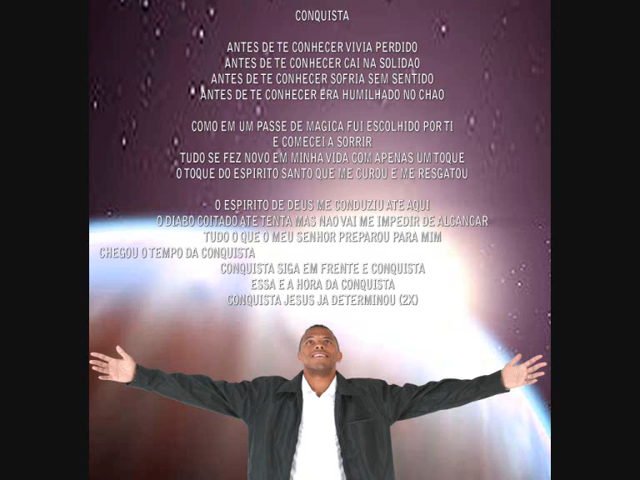 CONQUISTA
ANTES DE TE CONHECER VIVIA PERDIDO
ANTES DE TE CONHECER CAI NA SOLIDAO
ANTES DE TE CONHECER SOFRIA SEM SENTIDO
ANTES DE TE CONHECER ERA HUMILHADO NO CHAO
COMO EM UM PASSE DE MAGICA FUI ESCOLHIDO POR TI
E COMECEI A SORRIR
TUDO SE FEZ NOVO EM MINHA VIDA COM APENAS UM TOQUE
O TOQUE DO ESPIRITO SANTO QUE ME CUROU E ME RESGATOU
O ESPIRITO DE DEUS ME CONDUZIU ATE AQUI
O DIABO COITADO ATE TENTA MAS NAO VAI ME IMPEDIR DE ALCANCAR
TUDO O QUE O MEU SENHOR PREPAROU PARA MIM
CHEGOU O TEMPO DA CONQUISTA
CONQUISTA SIGA EM FRENTE E CONQUISTA
ESSA E A HORA DA CONQUISTA
CONQUISTA JESUS JA DETERMINOU (2X)